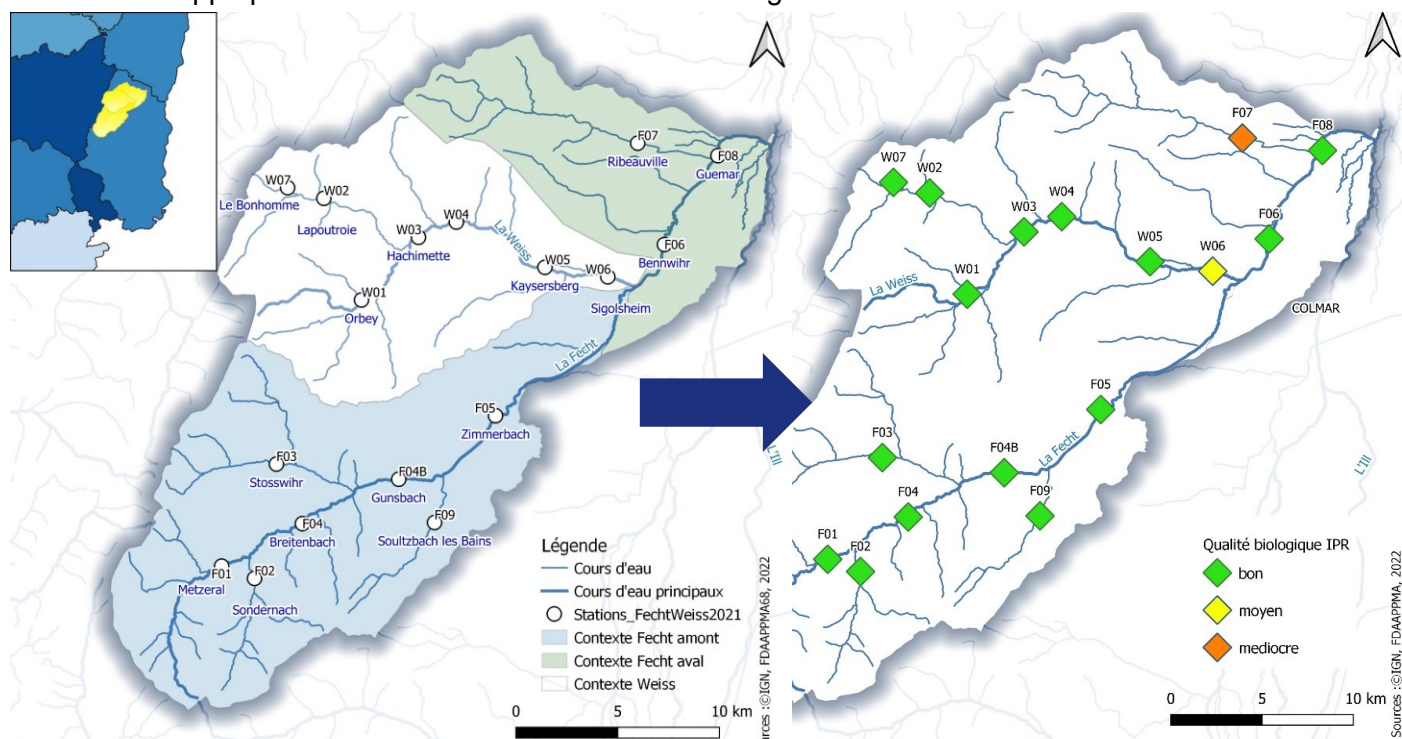 F07
Ribeauville
F08
Guemar
W07
W02
Le Bonhomme
Lapoutroie
W03
W04
Hachimette
La Weiss
F06
Bennwihr
W05
W06
Kaysersberg
W01
Orbey
Sigolsheim
La Fecht
F05
Zimmerbach
F03
Stosswihr
F04B
Gunsbach
F04
Breitenbach
F09
Soultzbach les Bains
F01
F02
Metzeral
Sondernach
Légende
Cours d'eau
Cours d'eau principaux
Stations_FechtWeiss2021
Contexte Fecht amont
Contexte Fecht aval
Contexte Weiss
0 5 10 km
©IGN, FDAAPPMA68, 2022
F07
F08
W07
W02
W04
W03
F06
W05
W06
La Weiss
W01
COLMAR
F05
La Fecht
F03
F04B
L'Ill
F04
F09
F01
F02
Qualité biologique IPR
bon
moyen
mediocre
0 5 10 km
Sources :©IGN, FDAAPPMA, 2022